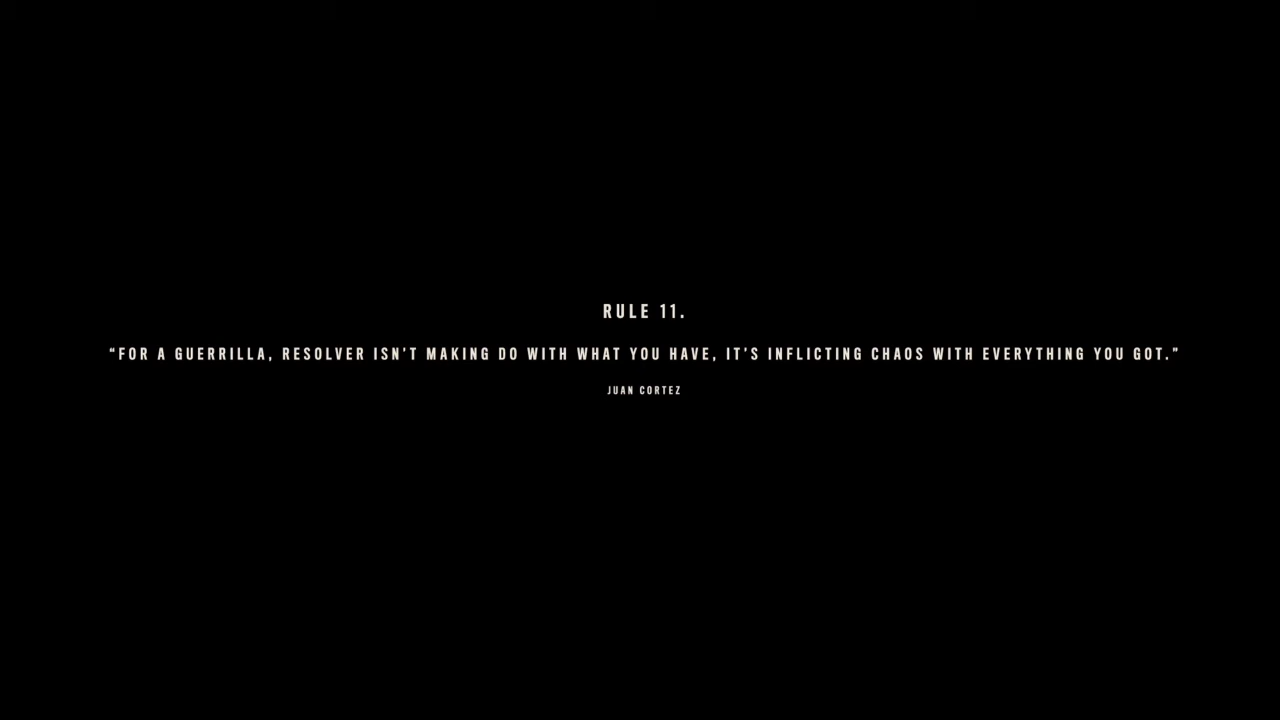 RULE 11.
“FOR A GUERRILLA, RESOLVER ISN'T MAKING DO WITH WHAT YOU HAVE, IT'S INFLICTING CHAOS WITH EVERYTHING YOU GOT.”
JUAN CORTEZ